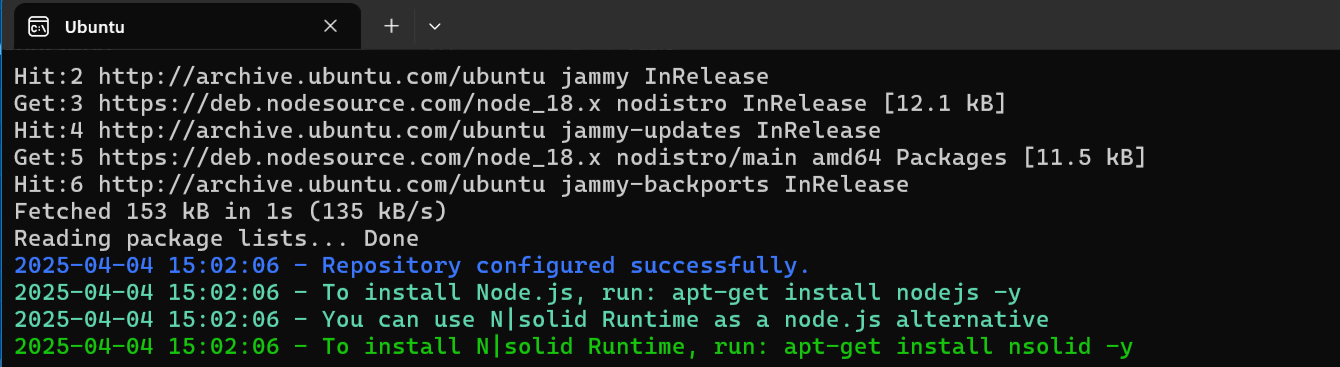 Ubuntu
Hit:2 http://archive.ubuntu.com/ubuntu jammy InRelease
Get:3 https://deb.nodesource.com/node_18.x nodistro InRelease [12.1 kB]
Hit:4 http://archive.ubuntu.com/ubuntu jammy-updates InRelease
Get:5 https://deb.nodesource.com/node_18.x nodistro/main amd64 Packages [11.5 kB]
Hit:6 http://archive.ubuntu.com/ubuntu jammy-backports InRelease
Fetched 153 kB in 1s (135 kB/s)
Reading package lists... Done
2025-04-04 15:02:06 - Repository configured successfully.
2025-04-04 15:02:06 - To install Node.js, run: apt-get install nodejs -y
2025-04-04 15:02:06 - You can use N|solid Runtime as a node.js alternative
2025-04-04 15:02:06 - To install N|solid Runtime, run: apt-get install nsolid -y